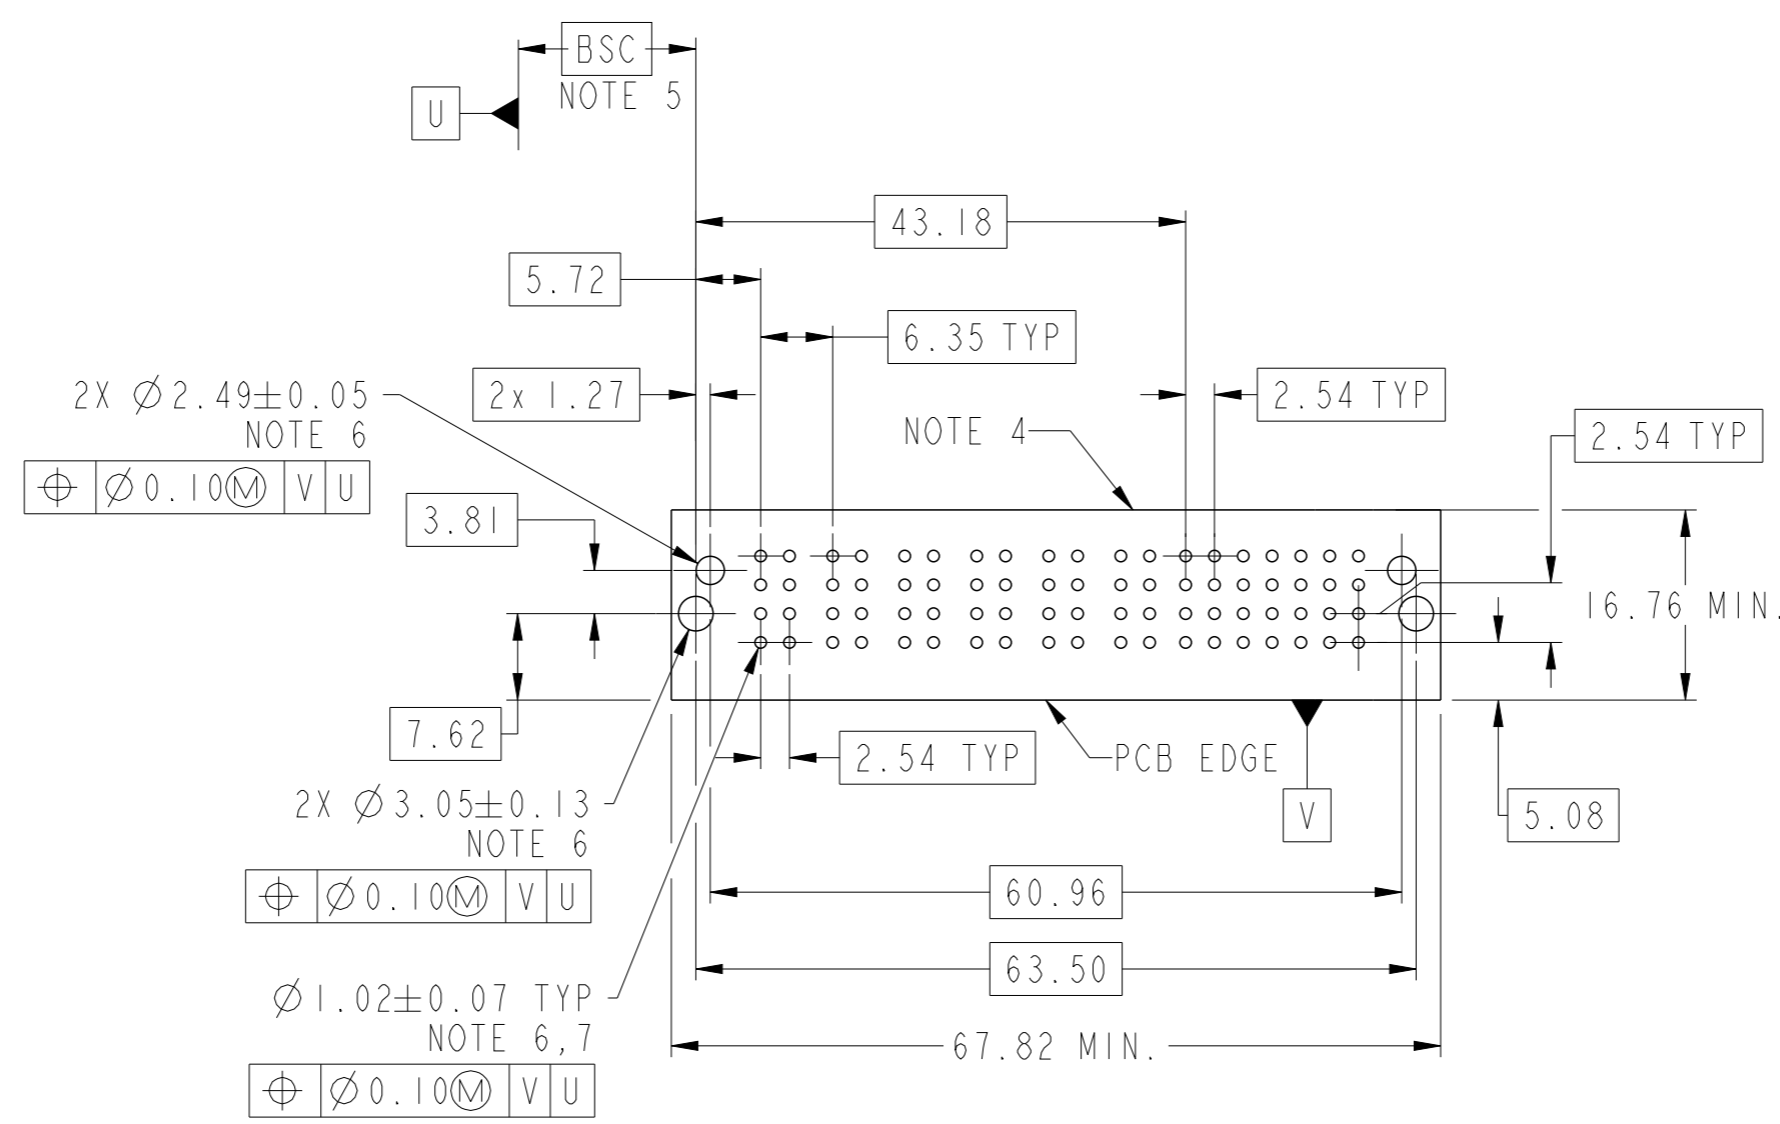 BSC
NOTE 5
U
43.18
5.72
6.35 TYP
2X Ø2.49±0.05
NOTE 6
⌖ Ø0.10Ⓜ V U
2x 1.27
2.54 TYP
NOTE 4
2.54 TYP
3.81
16.76 MIN.
7.62
2.54 TYP
PCB EDGE
V
5.08
2X Ø3.05±0.13
NOTE 6
⌖ Ø0.10Ⓜ V U
60.96
63.50
Ø1.02±0.07 TYP
NOTE 6,7
⌖ Ø0.10Ⓜ V U
67.82 MIN.